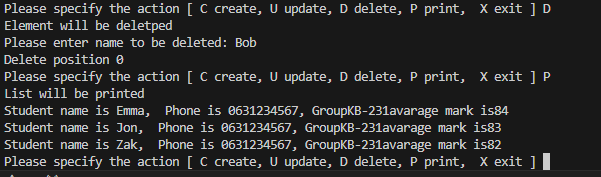 Please specify the action [ C create, U update, D delete, P print,  X exit ] D
Element will be deletped
Please enter name to be deleted: Bob
Delete position 0
Please specify the action [ C create, U update, D delete, P print,  X exit ] P
List will be printed
Student name is Emma,  Phone is 0631234567, GroupKB-231avarage mark is84
Student name is Jon,  Phone is 0631234567, GroupKB-231avarage mark is83
Student name is Zak,  Phone is 0631234567, GroupKB-231avarage mark is82
Please specify the action [ C create, U update, D delete, P print,  X exit ]